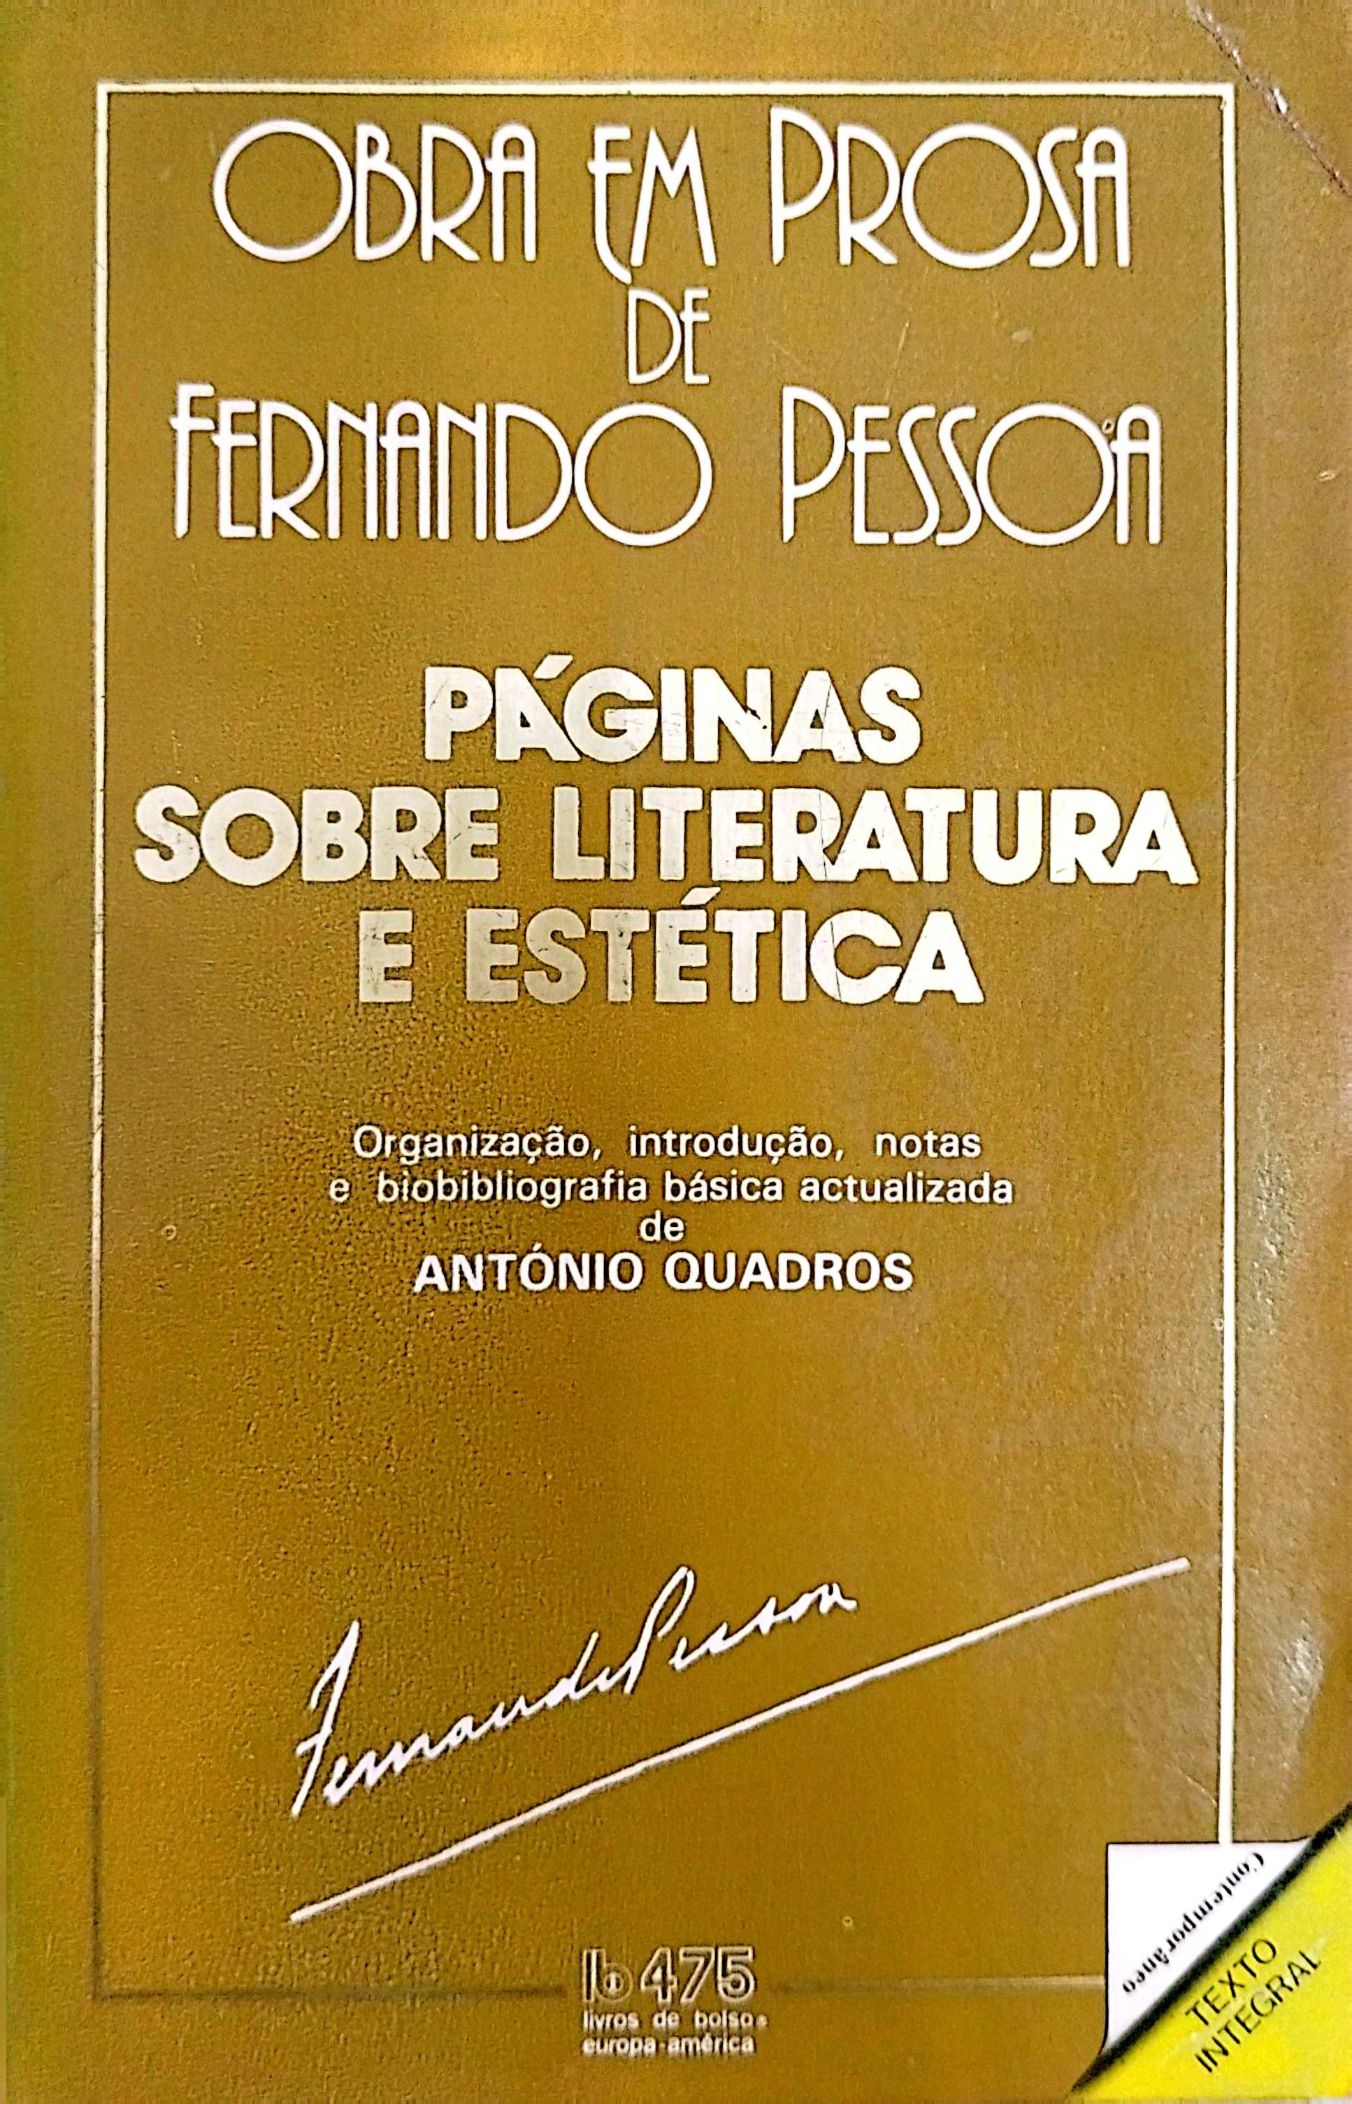 OBRA EM PROSA
DE
FERNANDO PESSOA
PÁGINAS
SOBRE LITERATURA
E ESTÉTICA
Organização, introdução, notas
e biobibliografia básica actualizada
de
ANTÓNIO QUADROS
Fernando Pessoa
lb 475
livros de bolso
europa-américa
Contemporâneo
TEXTO
INTEGRAL